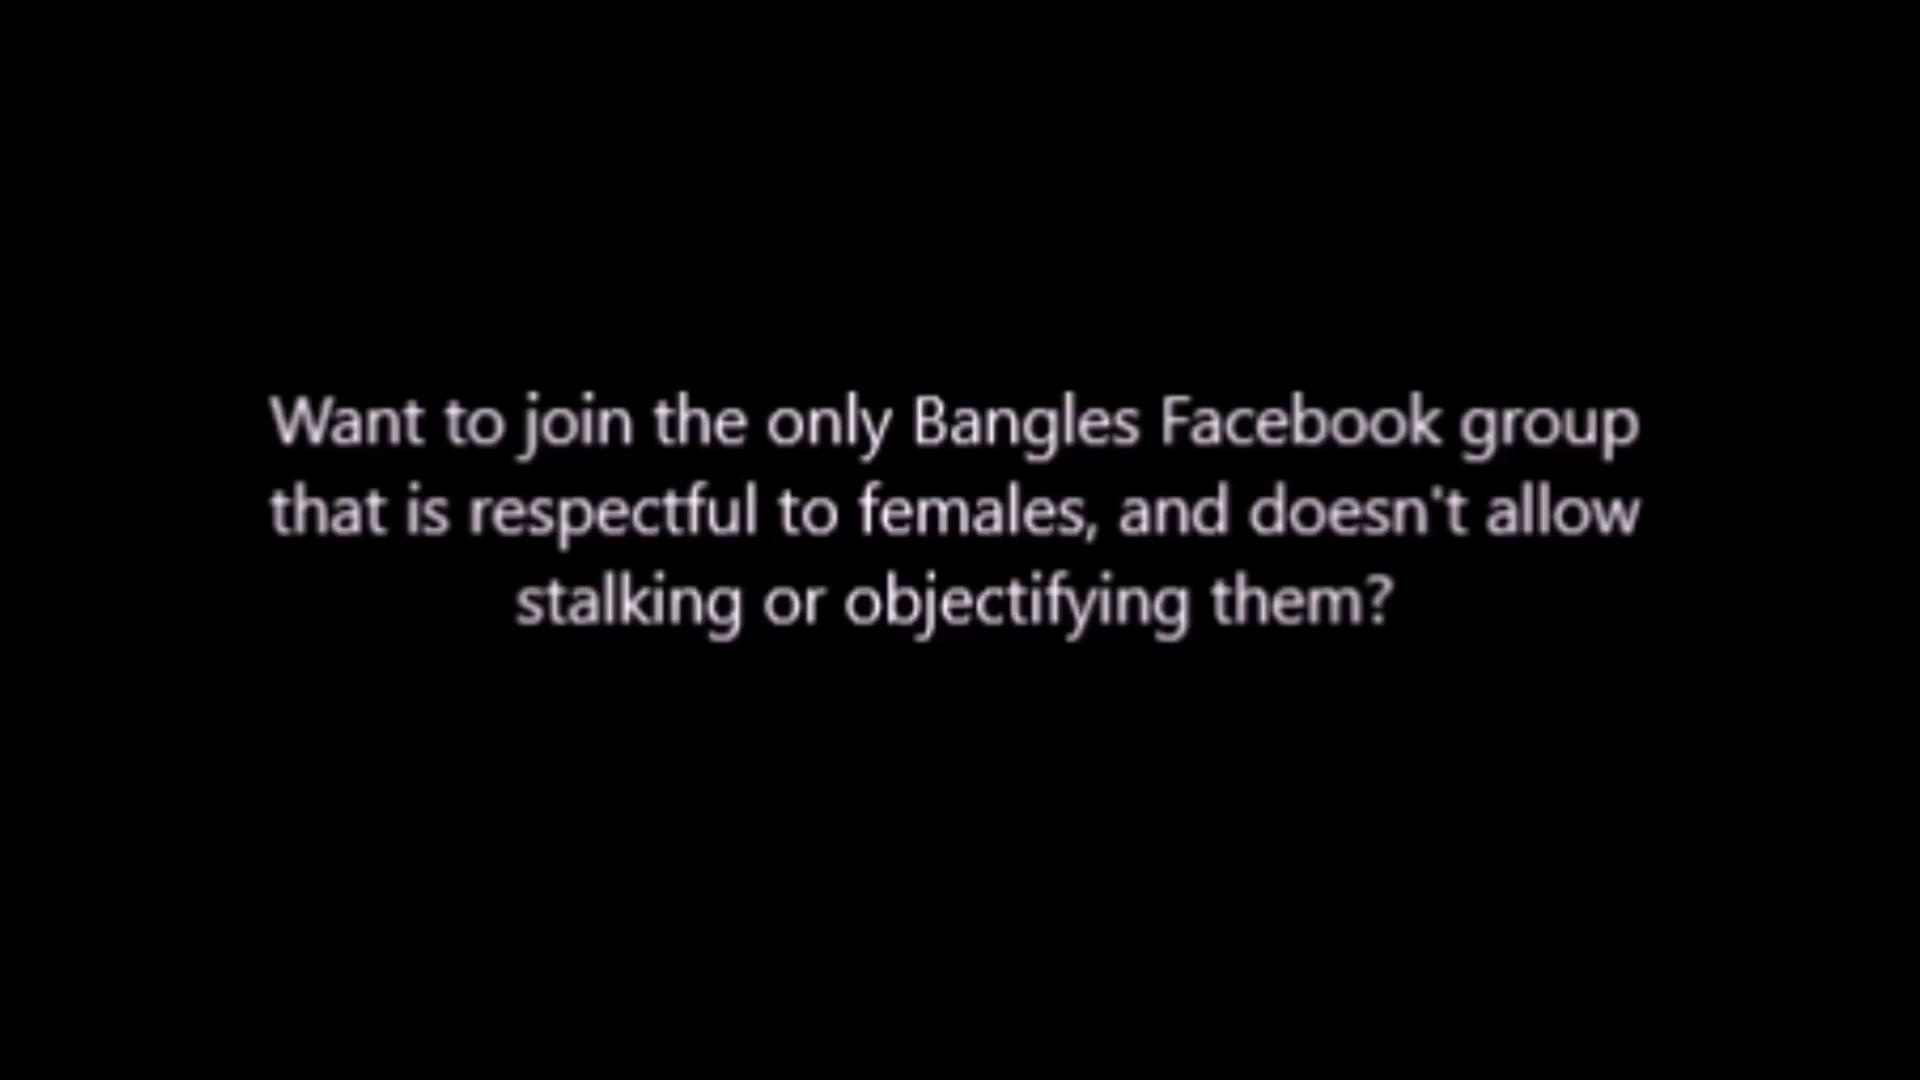 Want to join the only Bangles Facebook group
that is respectful to females, and doesn't allow
stalking or objectifying them?